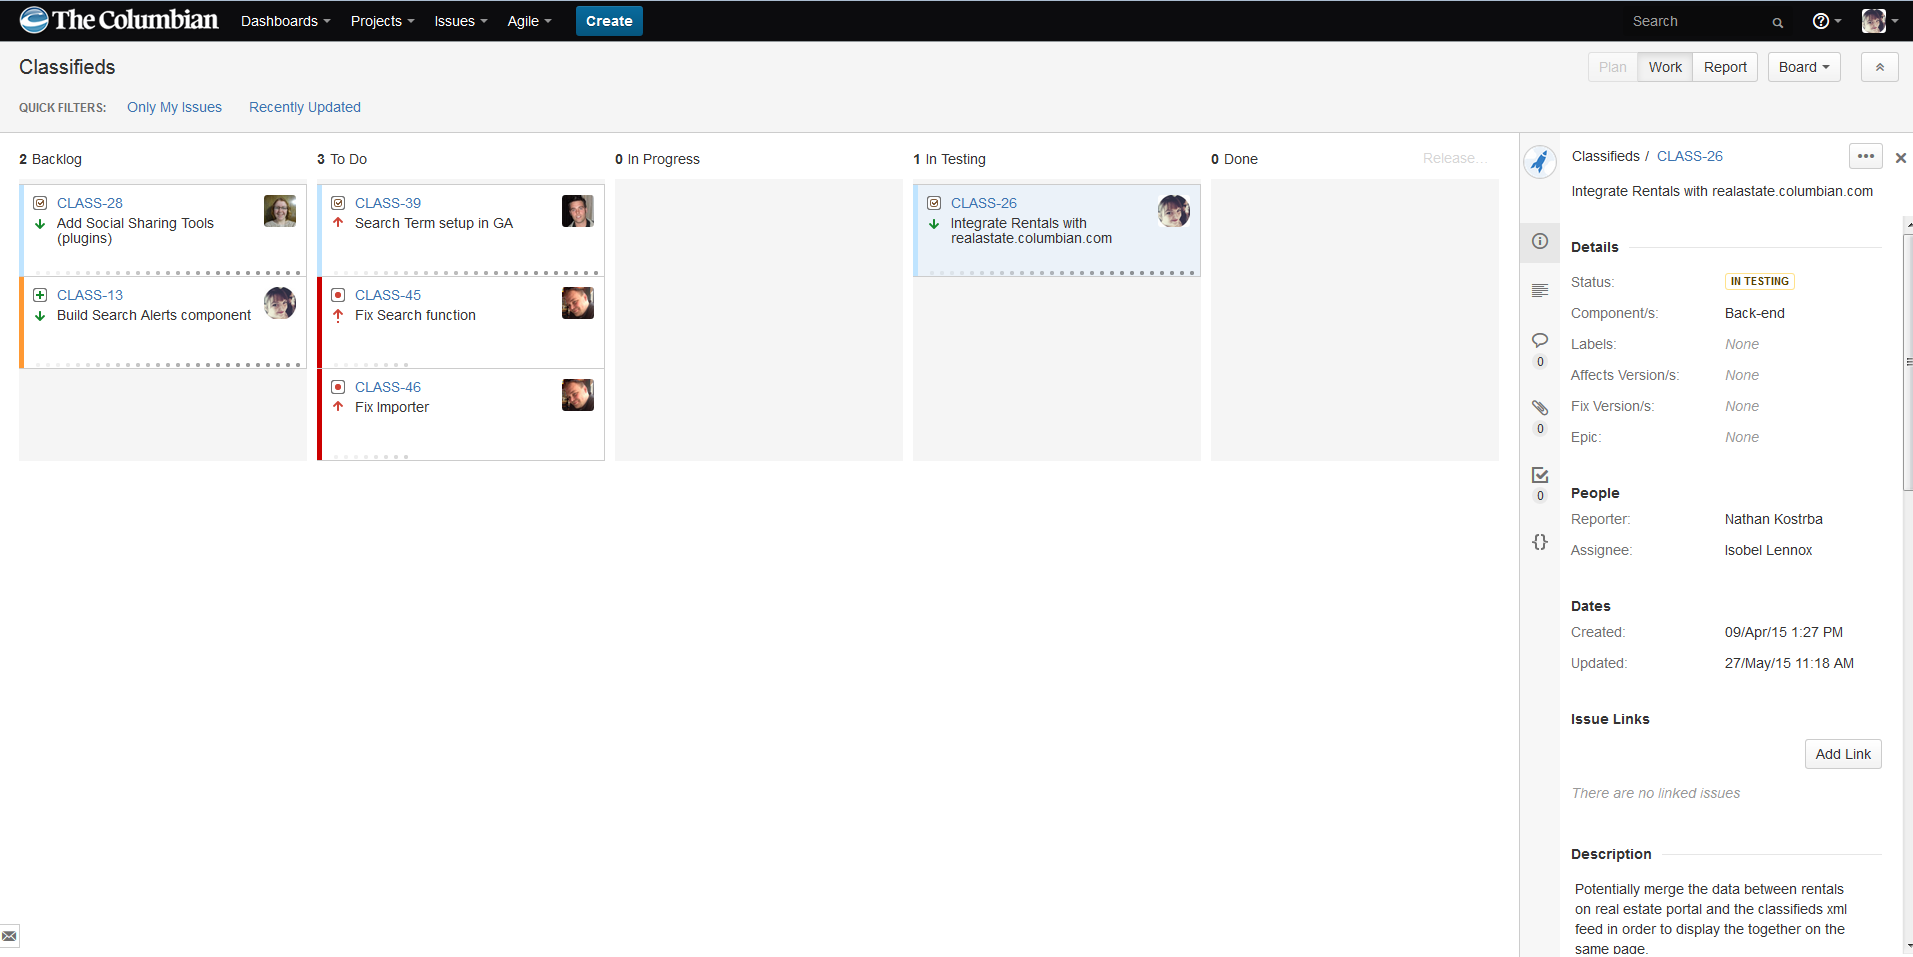 The Columbian Dashboards Projects Issues Agile Create Search
Classifieds
Plan Work Report Board
QUICK FILTERS: Only My Issues Recently Updated
2 Backlog
CLASS-28
Add Social Sharing Tools
(plugins)
CLASS-13
Build Search Alerts component
3 To Do
CLASS-39
Search Term setup in GA
CLASS-45
Fix Search function
CLASS-46
Fix Importer
0 In Progress
1 In Testing
CLASS-26
Integrate Rentals with
realastate.columbian.com
0 Done
Release...
Classifieds / CLASS-26
Integrate Rentals with realastate.columbian.com
0
0
0
Details
Status: IN TESTING
Component/s: Back-end
Labels: None
Affects Version/s: None
Fix Version/s: None
Epic: None
People
Reporter: Nathan Kostrba
Assignee: Isobel Lennox
Dates
Created: 09/Apr/15 1:27 PM
Updated: 27/May/15 11:18 AM
Issue Links
Add Link
There are no linked issues
Description
Potentially merge the data between rentals
on real estate portal and the classifieds xml
feed in order to display the together on the
same page.